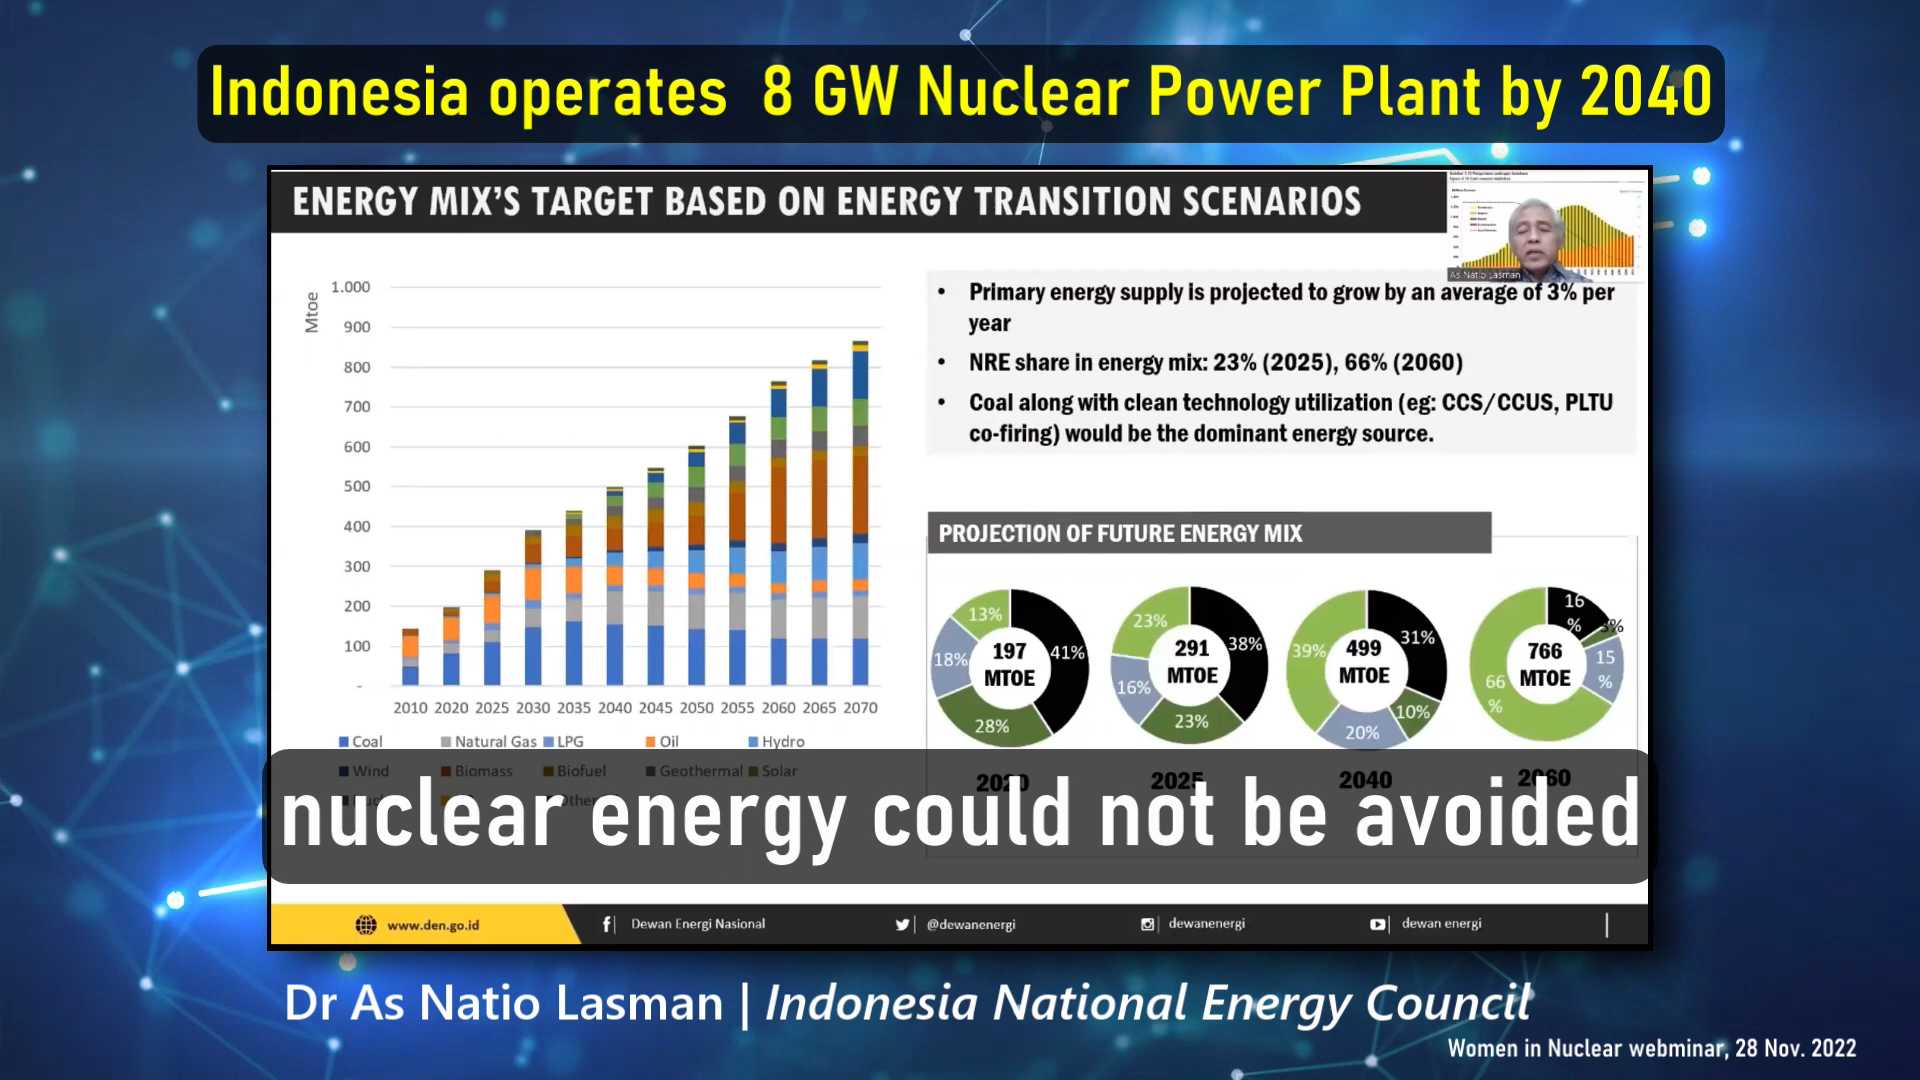 Indonesia operates  8 GW Nuclear Power Plant by 2040
ENERGY MIX'S TARGET BASED ON ENERGY TRANSITION SCENARIOS
As Natio Lasman
Mtoe
1.000
900
800
700
600
500
400
300
200
100
-
2010 2020 2025 2030 2035 2040 2045 2050 2055 2060 2065 2070
Coal Natural Gas LPG Oil Hydro
Wind Biomass Biofuel Geothermal Solar
• Primary energy supply is projected to grow by an average of 3% per
year
• NRE share in energy mix: 23% (2025), 66% (2060)
• Coal along with clean technology utilization (eg: CCS/CCUS, PLTU
co-firing) would be the dominant energy source.
PROJECTION OF FUTURE ENERGY MIX
13%
41%
28%
18%
197
MTOE
2020
23%
38%
23%
16%
291
MTOE
2025
39%
31%
10%
20%
499
MTOE
2040
16
%
3%
15
%
66
%
766
MTOE
2060
nuclear energy could not be avoided
www.den.go.id
Dewan Energi Nasional
@dewanenergi
dewanenergi
dewan energi
Dr As Natio Lasman | Indonesia National Energy Council
Women in Nuclear webminar, 28 Nov. 2022